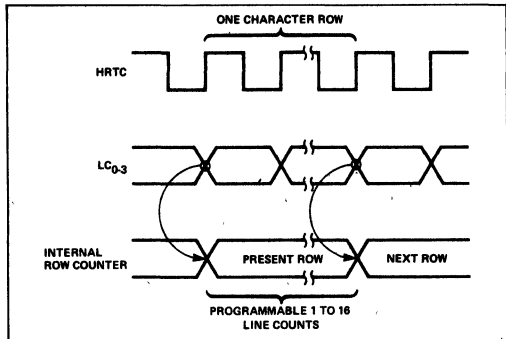 ONE CHARACTER ROW
HRTC
LC0-3
INTERNAL
ROW COUNTER
PRESENT ROW
NEXT ROW
PROGRAMMABLE 1 TO 16
LINE COUNTS